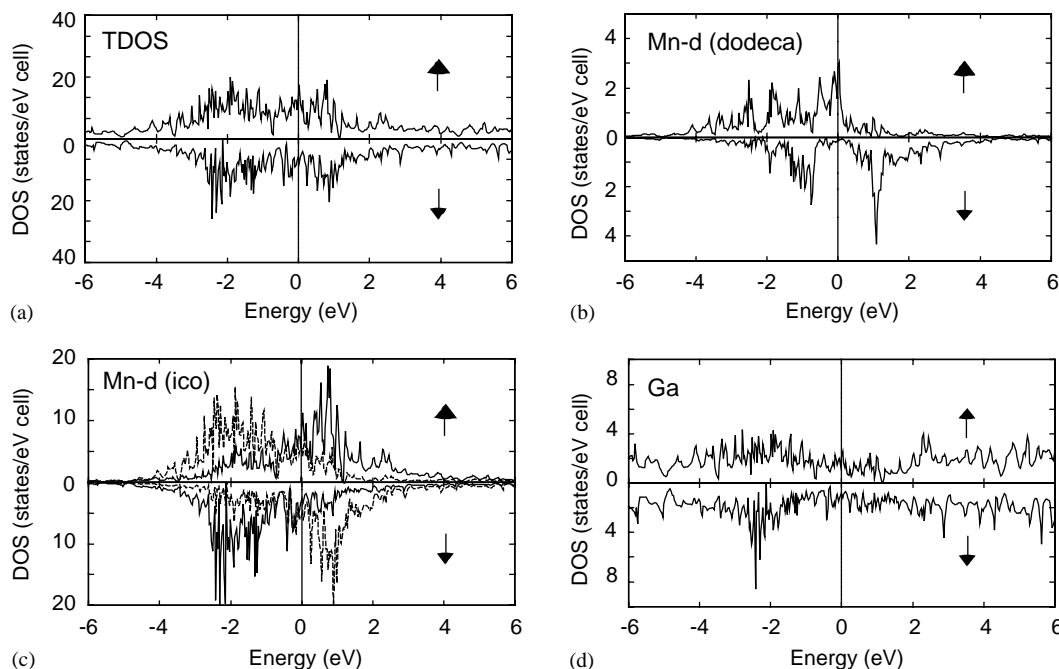 TDOS
DOS (states/eV cell)
40
20
0
20
40
-6 -4 -2 0 2 4 6
Energy (eV)
(a)
Mn-d (dodeca)
DOS (states/eV cell)
4
2
0
2
4
-6 -4 -2 0 2 4 6
Energy (eV)
(b)
Mn-d (ico)
DOS (states/eV cell)
20
10
0
10
20
-6 -4 -2 0 2 4 6
Energy (eV)
(c)
Ga
DOS (states/eV cell)
8
4
0
4
8
-6 -4 -2 0 2 4 6
Energy (eV)
(d)